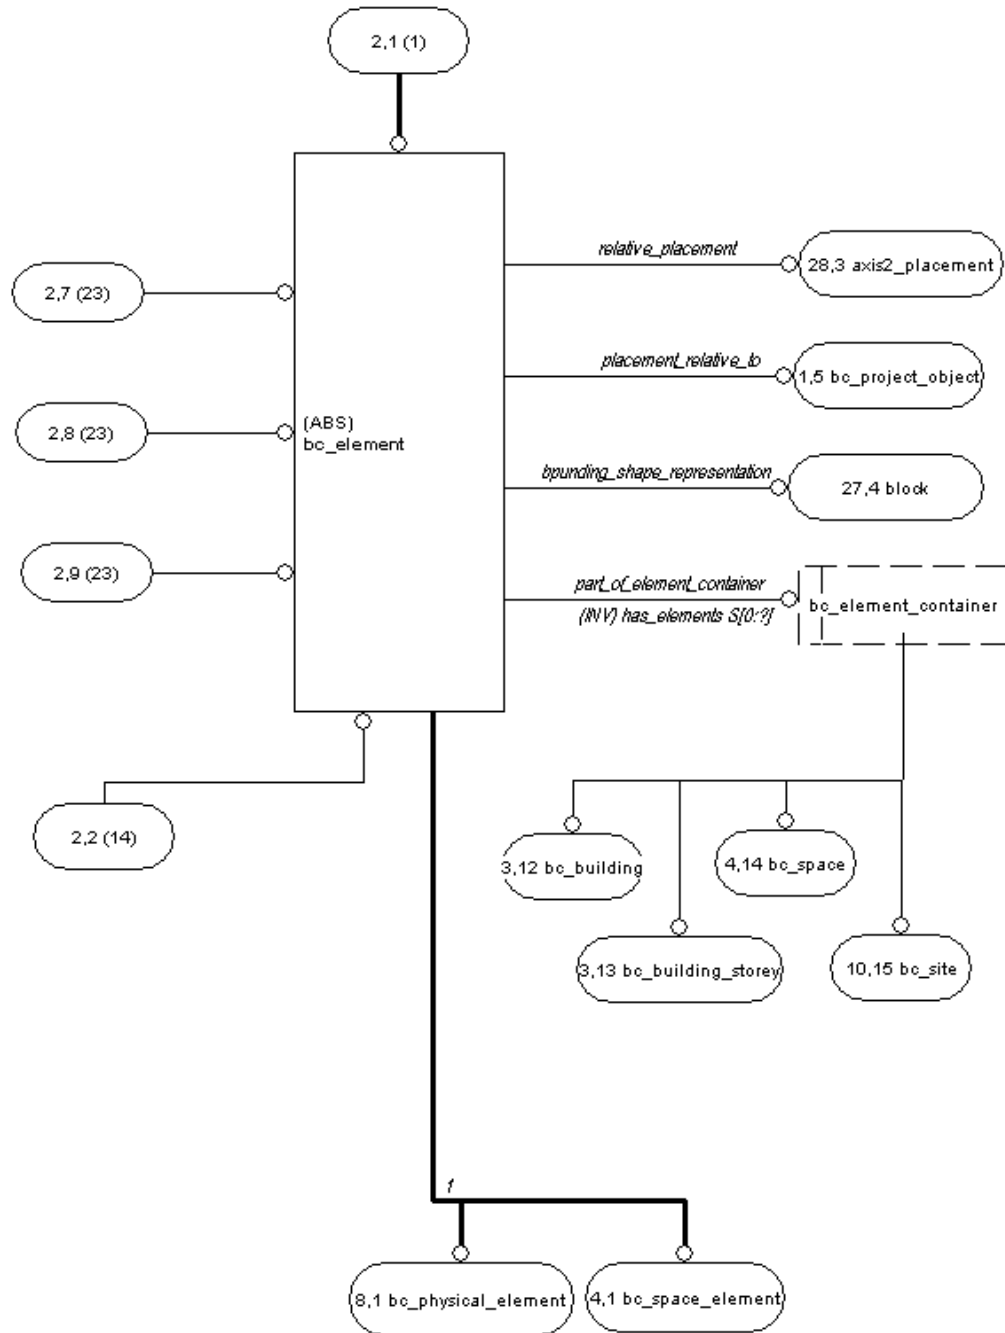 2,1 (1)
relative_placement
28,3 axis2_placement
2,7 (23)
placement_relative_to
1,5 bc_project_object
2,8 (23)
(ABS)
bc_element
bpunding_shape_representation
27,4 block
2,9 (23)
part_of_element_container
(INV) has_elements S[0:?]
bc_element_container
2,2 (14)
3,12 bc_building
4,14 bc_space
3,13 bc_building_storey
10,15 bc_site
1
8,1 bc_physical_element
4,1 bc_space_element